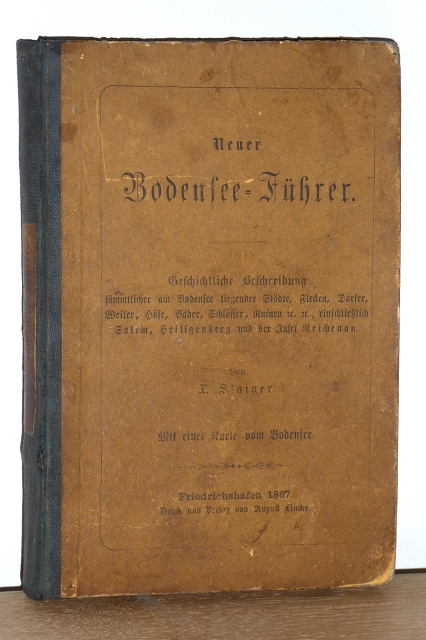 Neuer
Bodensee-Führer.
Geschichtliche Beschreibung
sämmtlicher am Bodensee liegender Städte, Flecken, Dörfer,
Weiler, Höfe, Bäder, Schlösser, Ruinen ꝛc. ꝛc., einschließlich
Salem, Heiligenberg und der Insel Reichenau.
Von
X. Stainer.
Mit einer Karte vom Bodensee.
Friedrichshafen 1867.
Druck und Verlag von August Lincke.